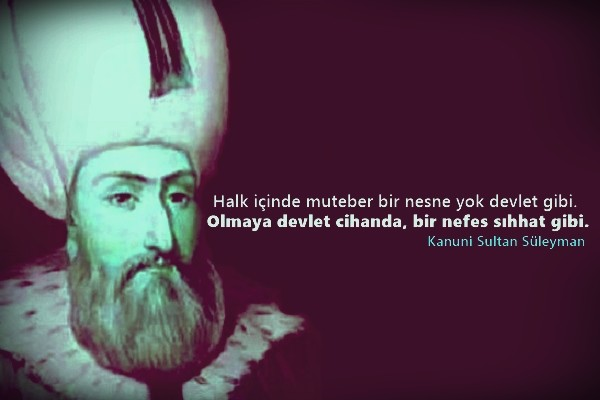 Halk içinde muteber bir nesne yok devlet gibi.
Olmaya devlet cihanda, bir nefes sıhhat gibi.
Kanuni Sultan Süleyman